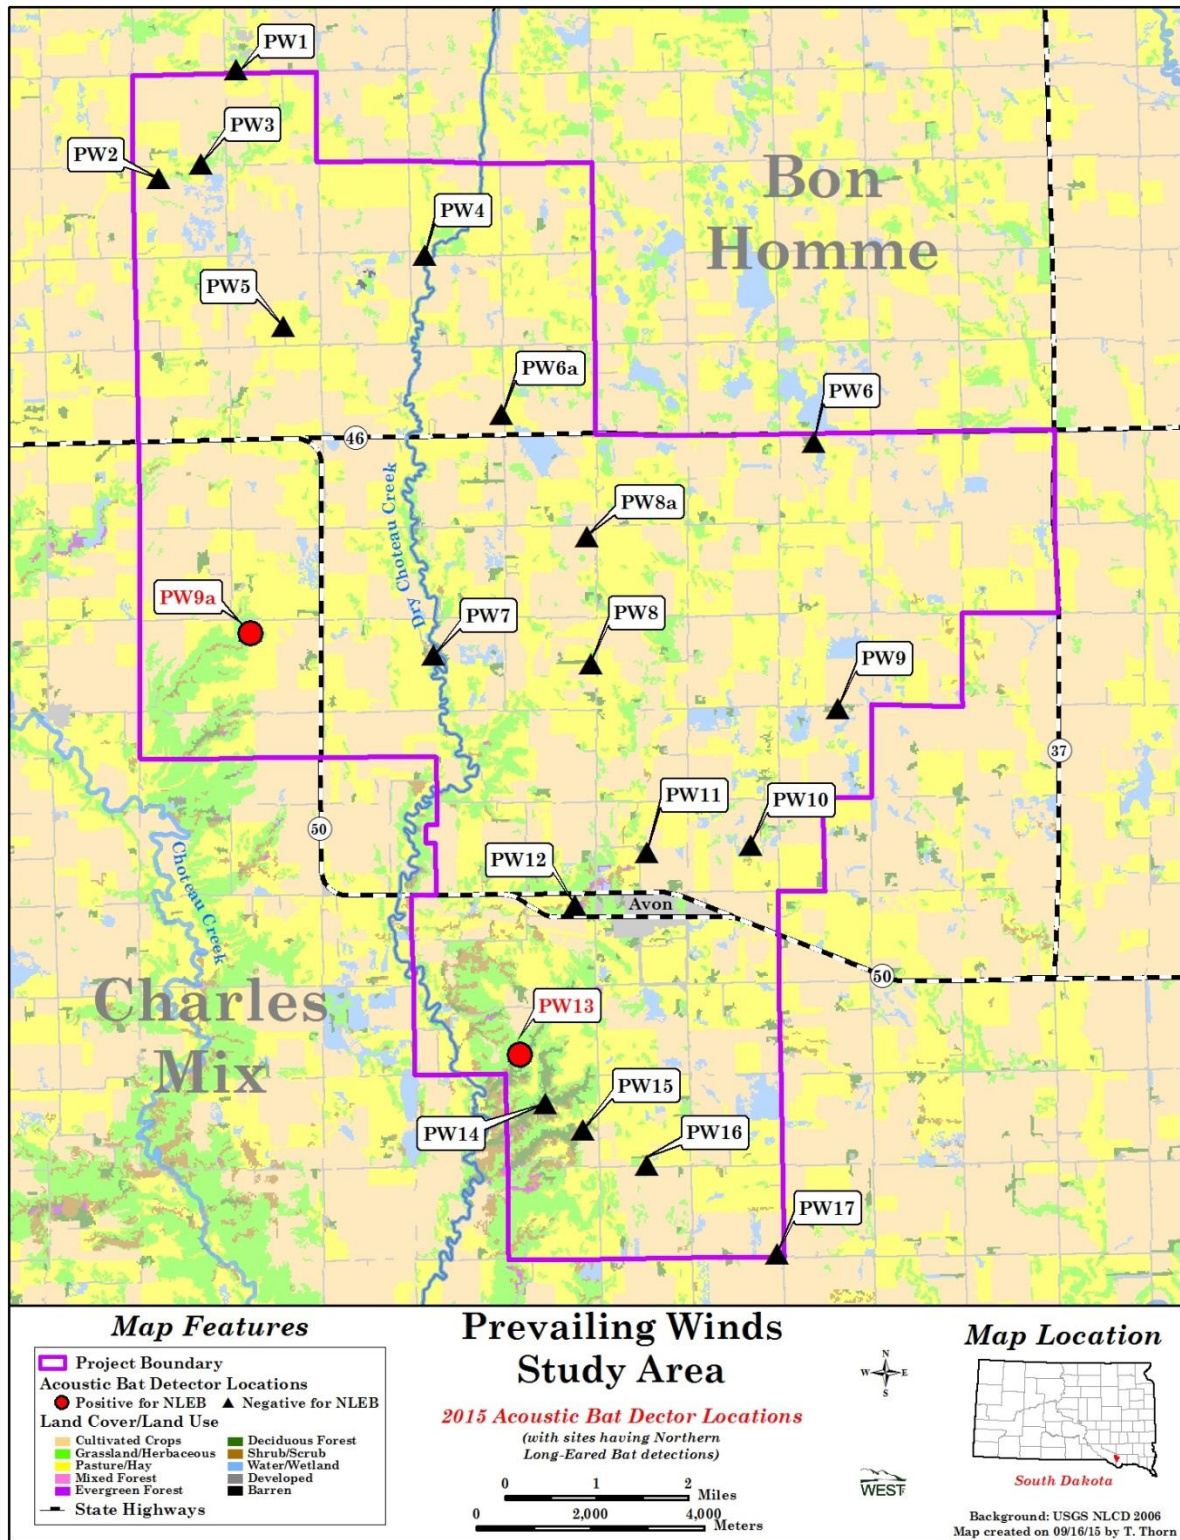 PW1
PW3
PW2
Bon
Homme
PW4
PW5
PW6a
PW6
46
Dry Choteau Creek
PW8a
PW9a
PW7
PW8
PW9
37
PW11
PW10
50
PW12
Avon
Choteau Creek
50
Charles
Mix
PW13
PW15
PW14
PW16
PW17
Map Features
Project Boundary
Acoustic Bat Detector Locations
Positive for NLEB
Negative for NLEB
Land Cover/Land Use
Cultivated Crops
Grassland/Herbaceous
Pasture/Hay
Mixed Forest
Evergreen Forest
Deciduous Forest
Shrub/Scrub
Water/Wetland
Developed
Barren
State Highways
Prevailing Winds
Study Area
2015 Acoustic Bat Dector Locations
(with sites having Northern
Long-Eared Bat detections)
0 1 2
Miles
0 2,000 4,000
Meters
N
W E
S
WEST
Map Location
South Dakota
Background: USGS NLCD 2006
Map created on 09/16/15 by T. Thorn